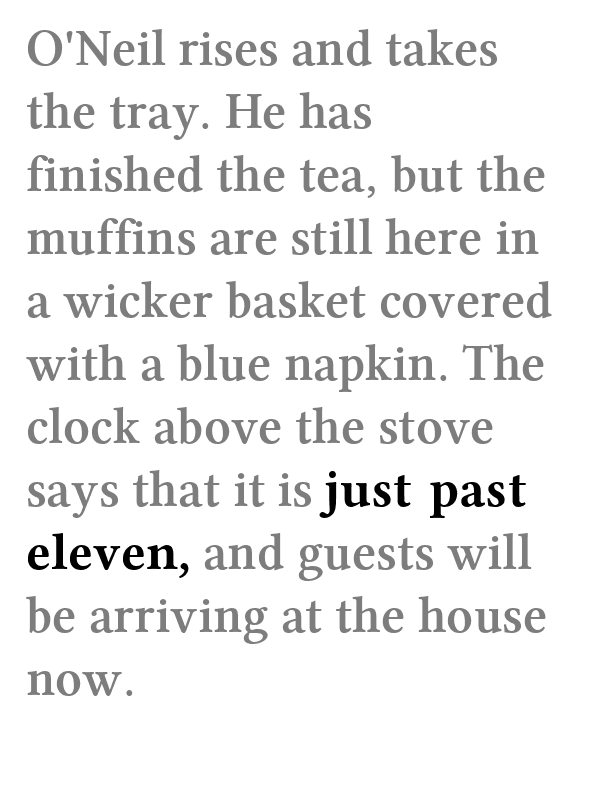 O'Neil rises and takes
the tray. He has
finished the tea, but the
muffins are still here in
a wicker basket covered
with a blue napkin. The
clock above the stove
says that it is just past
eleven, and guests will
be arriving at the house
now.